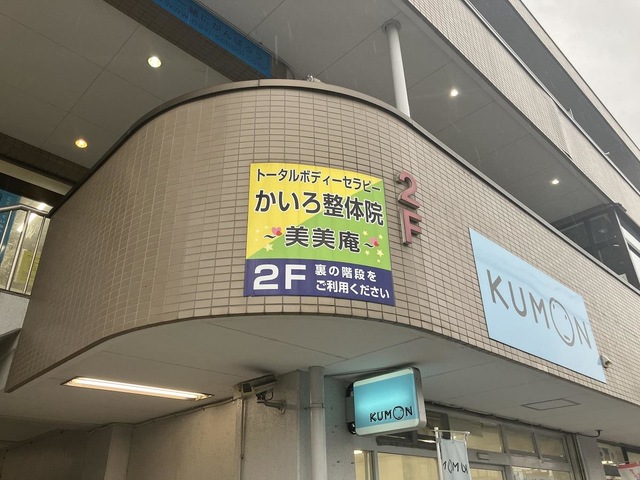 トータルボディーセラピー
かいろ整体院
～美美庵～
2F 裏の階段を
ご利用ください
2F
KUMON
KUMON
KUMON